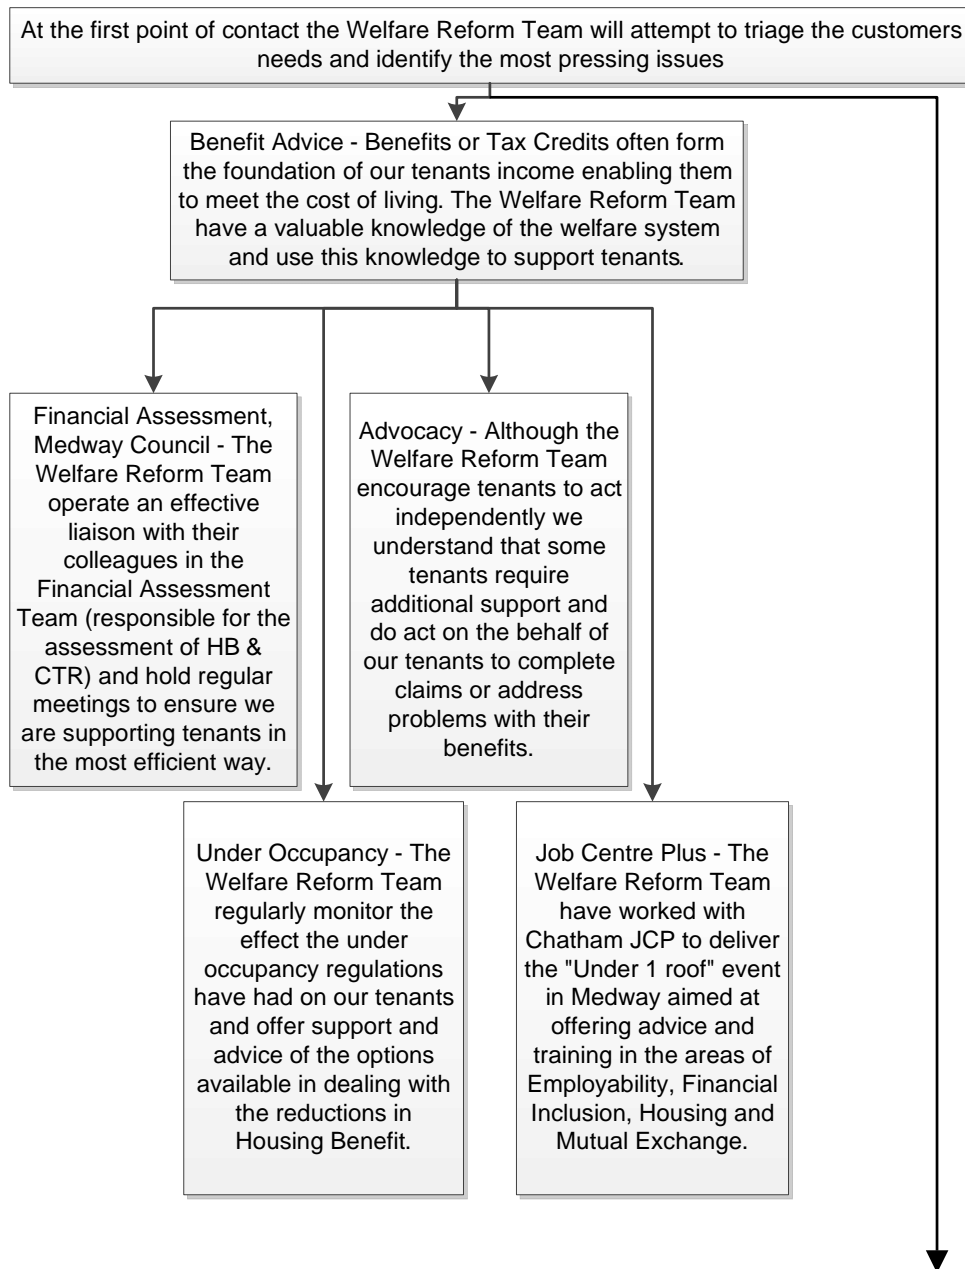 At the first point of contact the Welfare Reform Team will attempt to triage the customers
needs and identify the most pressing issues
Benefit Advice - Benefits or Tax Credits often form
the foundation of our tenants income enabling them
to meet the cost of living. The Welfare Reform Team
have a valuable knowledge of the welfare system
and use this knowledge to support tenants.
Financial Assessment,
Medway Council - The
Welfare Reform Team
operate an effective
liaison with their
colleagues in the
Financial Assessment
Team (responsible for the
assessment of HB &
CTR) and hold regular
meetings to ensure we
are supporting tenants in
the most efficient way.
Advocacy - Although the
Welfare Reform Team
encourage tenants to act
independently we
understand that some
tenants require
additional support and
do act on the behalf of
our tenants to complete
claims or address
problems with their
benefits.
Under Occupancy - The
Welfare Reform Team
regularly monitor the
effect the under
occupancy regulations
have had on our tenants
and offer support and
advice of the options
available in dealing with
the reductions in
Housing Benefit.
Job Centre Plus - The
Welfare Reform Team
have worked with
Chatham JCP to deliver
the "Under 1 roof" event
in Medway aimed at
offering advice and
training in the areas of
Employability, Financial
Inclusion, Housing and
Mutual Exchange.